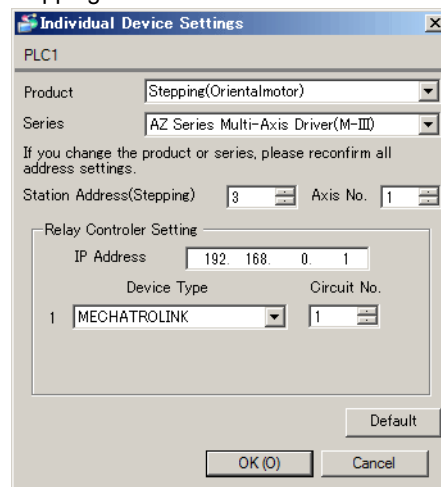 Individual Device Settings
PLC1
Product Stepping(Orientalmotor)
Series AZ Series Multi-Axis Driver(M-III)
If you change the product or series, please reconfirm all
address settings.
Station Address(Stepping) 3 Axis No. 1
Relay Controler Setting
IP Address 192. 168. 0. 1
Device Type Circuit No.
1 MECHATROLINK 1
Default
OK(O) Cancel